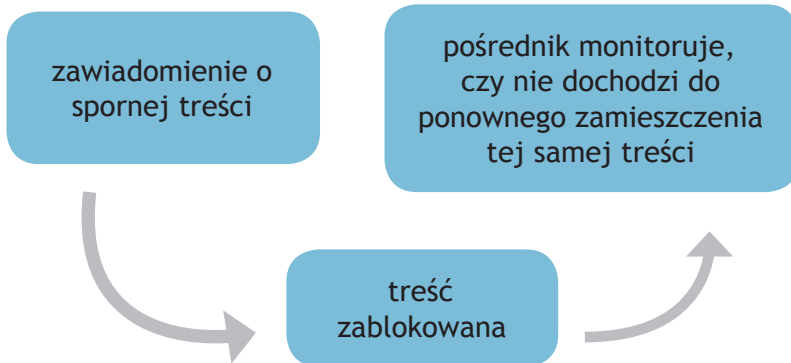 zawiadomienie o
spornej treści
pośrednik monitoruje,
czy nie dochodzi do
ponownego zamieszczenia
tej samej treści
treść
zablokowana